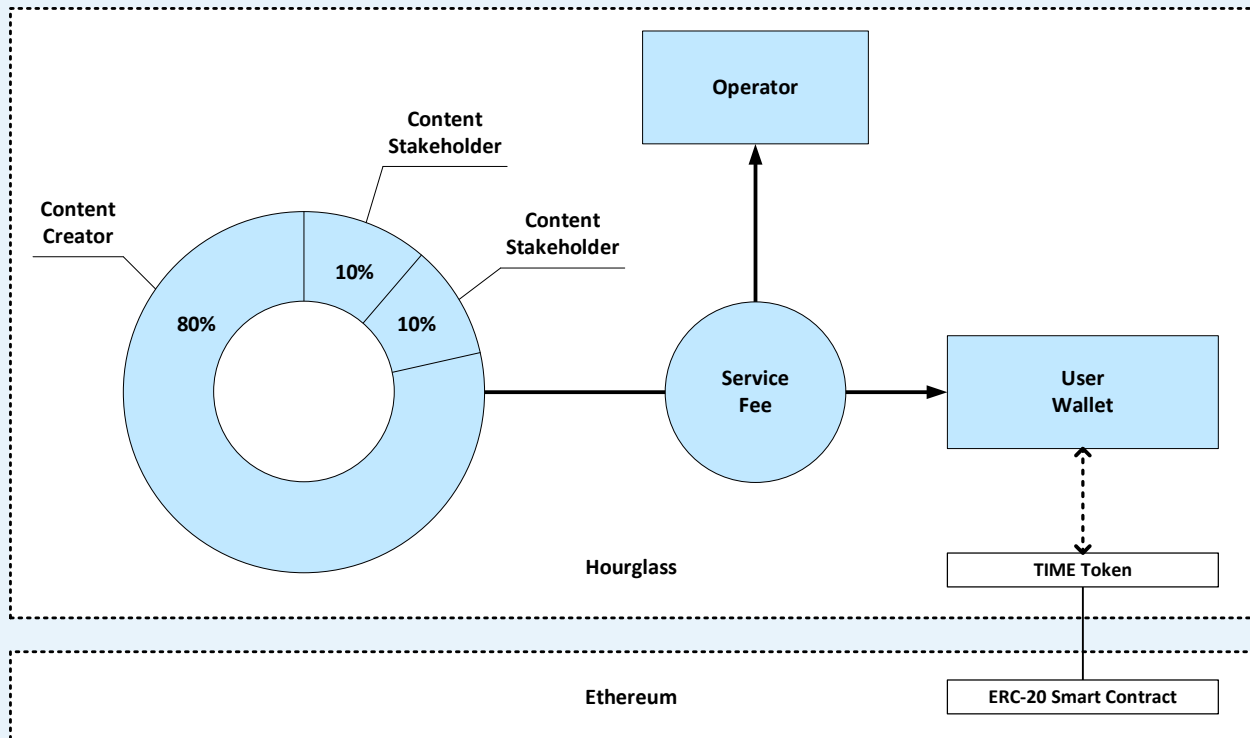 Operator
Content
Stakeholder
Content
Creator
Content
Stakeholder
10%
80%
10%
Service
Fee
User
Wallet
Hourglass
TIME Token
Ethereum
ERC-20 Smart Contract